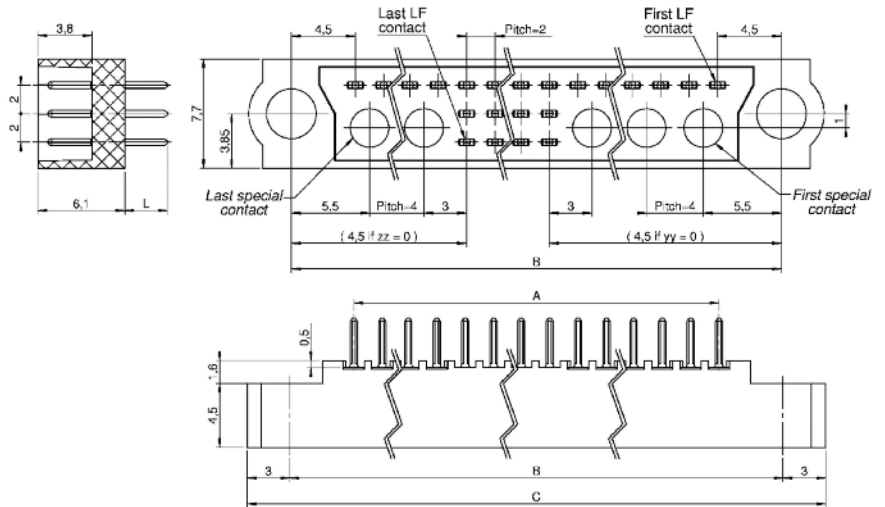 3,8
4,5
Last LF
contact
Pitch=2
First LF
contact
4,5
2
2
7,7
3.85
1
6,1
L
Last special
contact
First special
contact
5,5
Pitch=4
3
3
Pitch=4
5,5
( 4,5 if zz = 0 )
( 4,5 if yy = 0 )
B
A
0,5
1,6
4,5
3
B
3
C